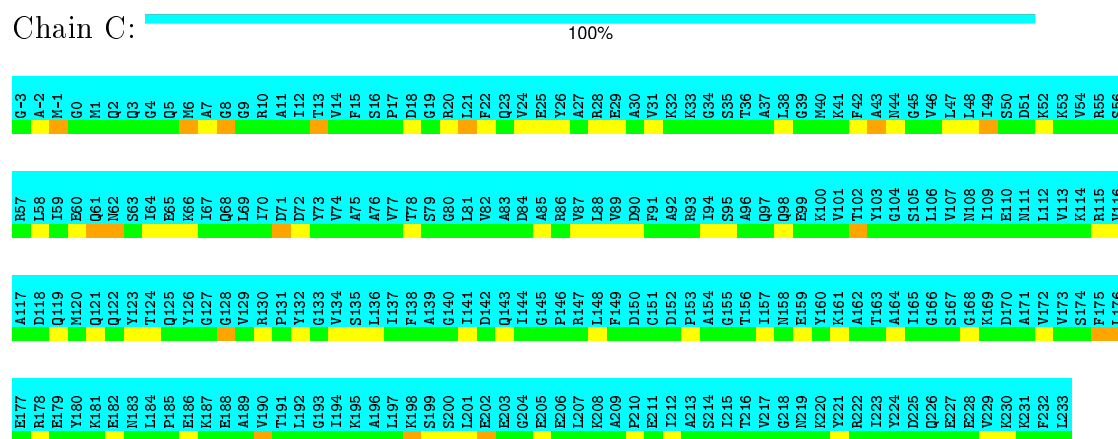 Chain C:
100%
G-3 A-2 M-1 G0 M1 Q2 Q3 G4 Q5 M6 A7 G8 G9 R10 A11 I12 T13 V14 F15 S16 P17 D18 G19 R20 L21 F22 Q23 V24 E25 Y26 A27 R28 E29 A30 V31 K32 K33 G34 S35 T36 A37 L38 G39 M40 K41 F42 A43 N44 G45 V46 L47 L48 I49 S50 D51 K52 K53 V54 R55 S56
R57 L58 I59 E60 Q61 N62 S63 I64 E65 K66 I67 Q68 L69 I70 D71 D72 Y73 V74 A75 A76 V77 T78 S79 G80 L81 V82 A83 D84 A85 R86 V87 L88 V89 D90 F91 A92 R93 I94 S95 A96 Q97 Q98 E99 K100 V101 T102 Y103 G104 S105 L106 V107 N108 I109 E110 N111 L112 V113 K114 R115 V116
A117 D118 Q119 M120 Q121 Q122 Y123 T124 Q125 Y126 G127 G128 V129 R130 P131 Y132 G133 V134 S135 L136 I137 F138 A139 G140 I141 D142 Q143 I144 G145 P146 R147 L148 F149 D150 C151 D152 P153 A154 G155 T156 I157 N158 E159 Y160 K161 A162 T163 A164 I165 G166 S167 G168 K169 D170 A171 V172 V173 S174 F175 L176
E177 R178 E179 Y180 K181 E182 N183 L184 P185 E186 K187 E188 A189 V190 T191 L192 G193 I194 K195 A196 L197 K198 S199 S200 L201 E202 E203 G204 E205 E206 L207 K208 A209 P210 E211 I212 A213 S214 I215 T216 V217 G218 N219 K220 Y221 R222 I223 Y224 D225 Q226 E227 E228 V229 K230 K231 F232 L233